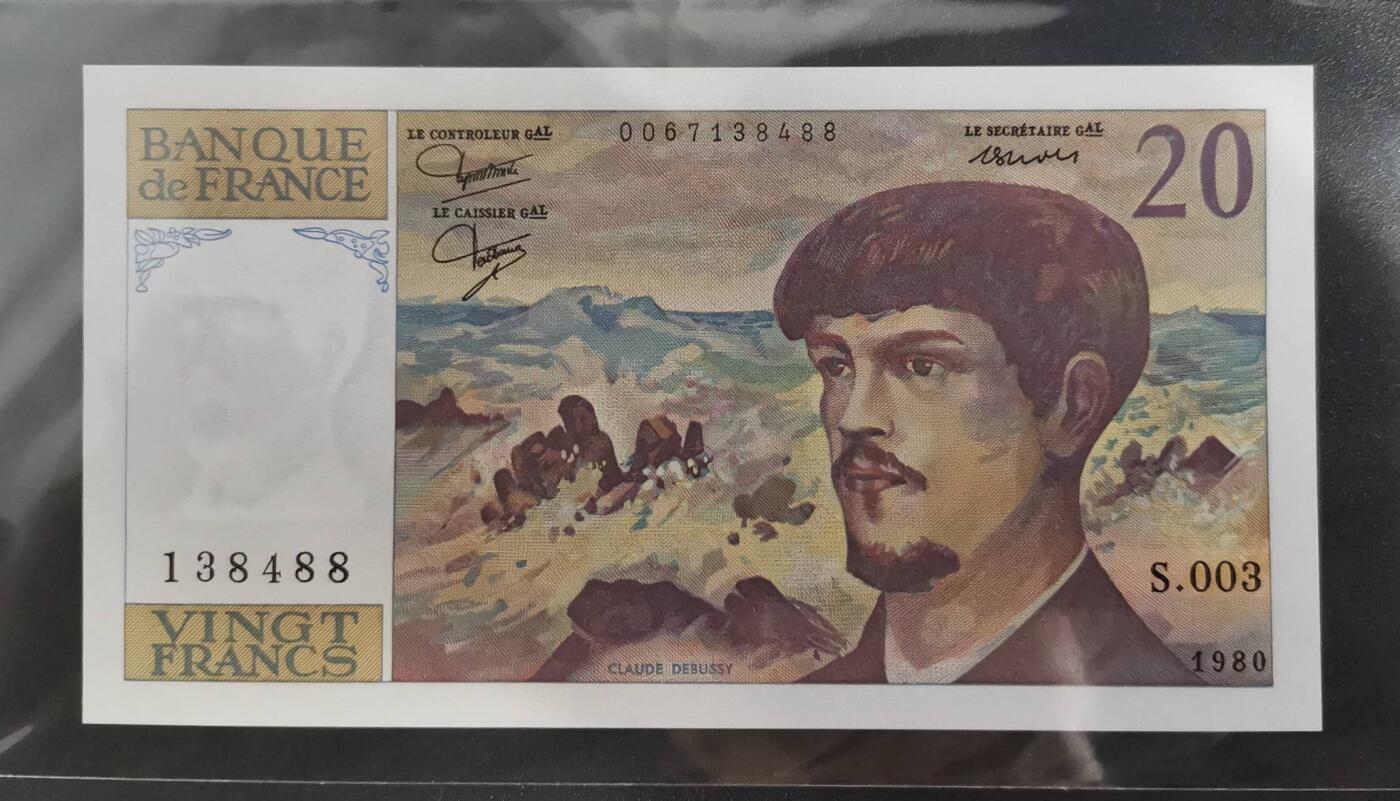 BANQUE
de FRANCE
LE CONTROLEUR GAL
0067138488
LE SECRÉTAIRE GAL
20
LE CAISSIER GAL
138488
S.003
VINGT
FRANCS
CLAUDE DEBUSSY
1980